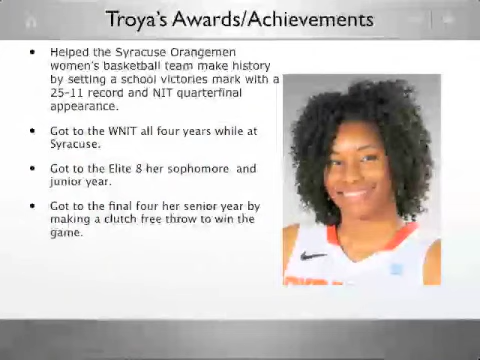 Troya's Awards/Achievements
• Helped the Syracuse Orangemen
women's basketball team make history
by setting a school victories mark with a
25-11 record and NIT quarterfinal
appearance.
• Got to the WNIT all four years while at
Syracuse.
• Got to the Elite 8 her sophomore and
junior year.
• Got to the final four her senior year by
making a clutch free throw to win the
game.